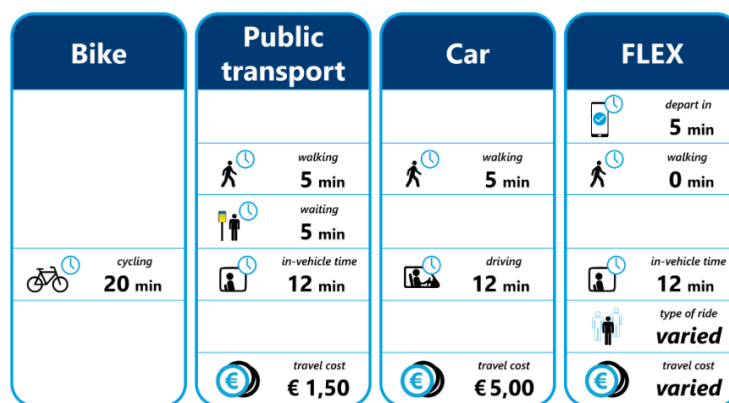 Bike
cycling
20 min
Public
transport
walking
5 min
waiting
5 min
in-vehicle time
12 min
travel cost
€ 1,50
Car
walking
5 min
driving
12 min
travel cost
€5,00
FLEX
depart in
5 min
walking
0 min
in-vehicle time
12 min
type of ride
varied
travel cost
varied